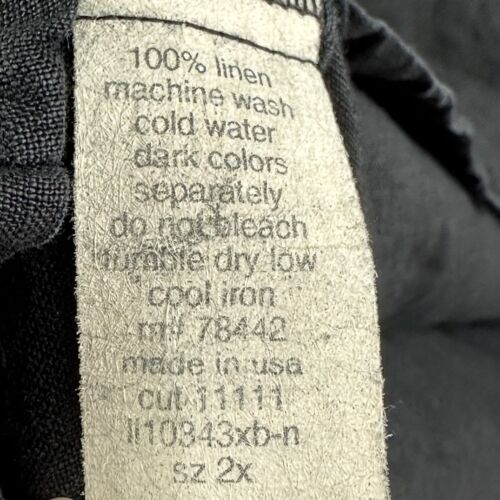 100% linen
machine wash
cold water
dark colors
separately
do not bleach
tumble dry low
cool iron
rn# 78442
made in usa
cut 11111
li10343xb-n
sz 2x